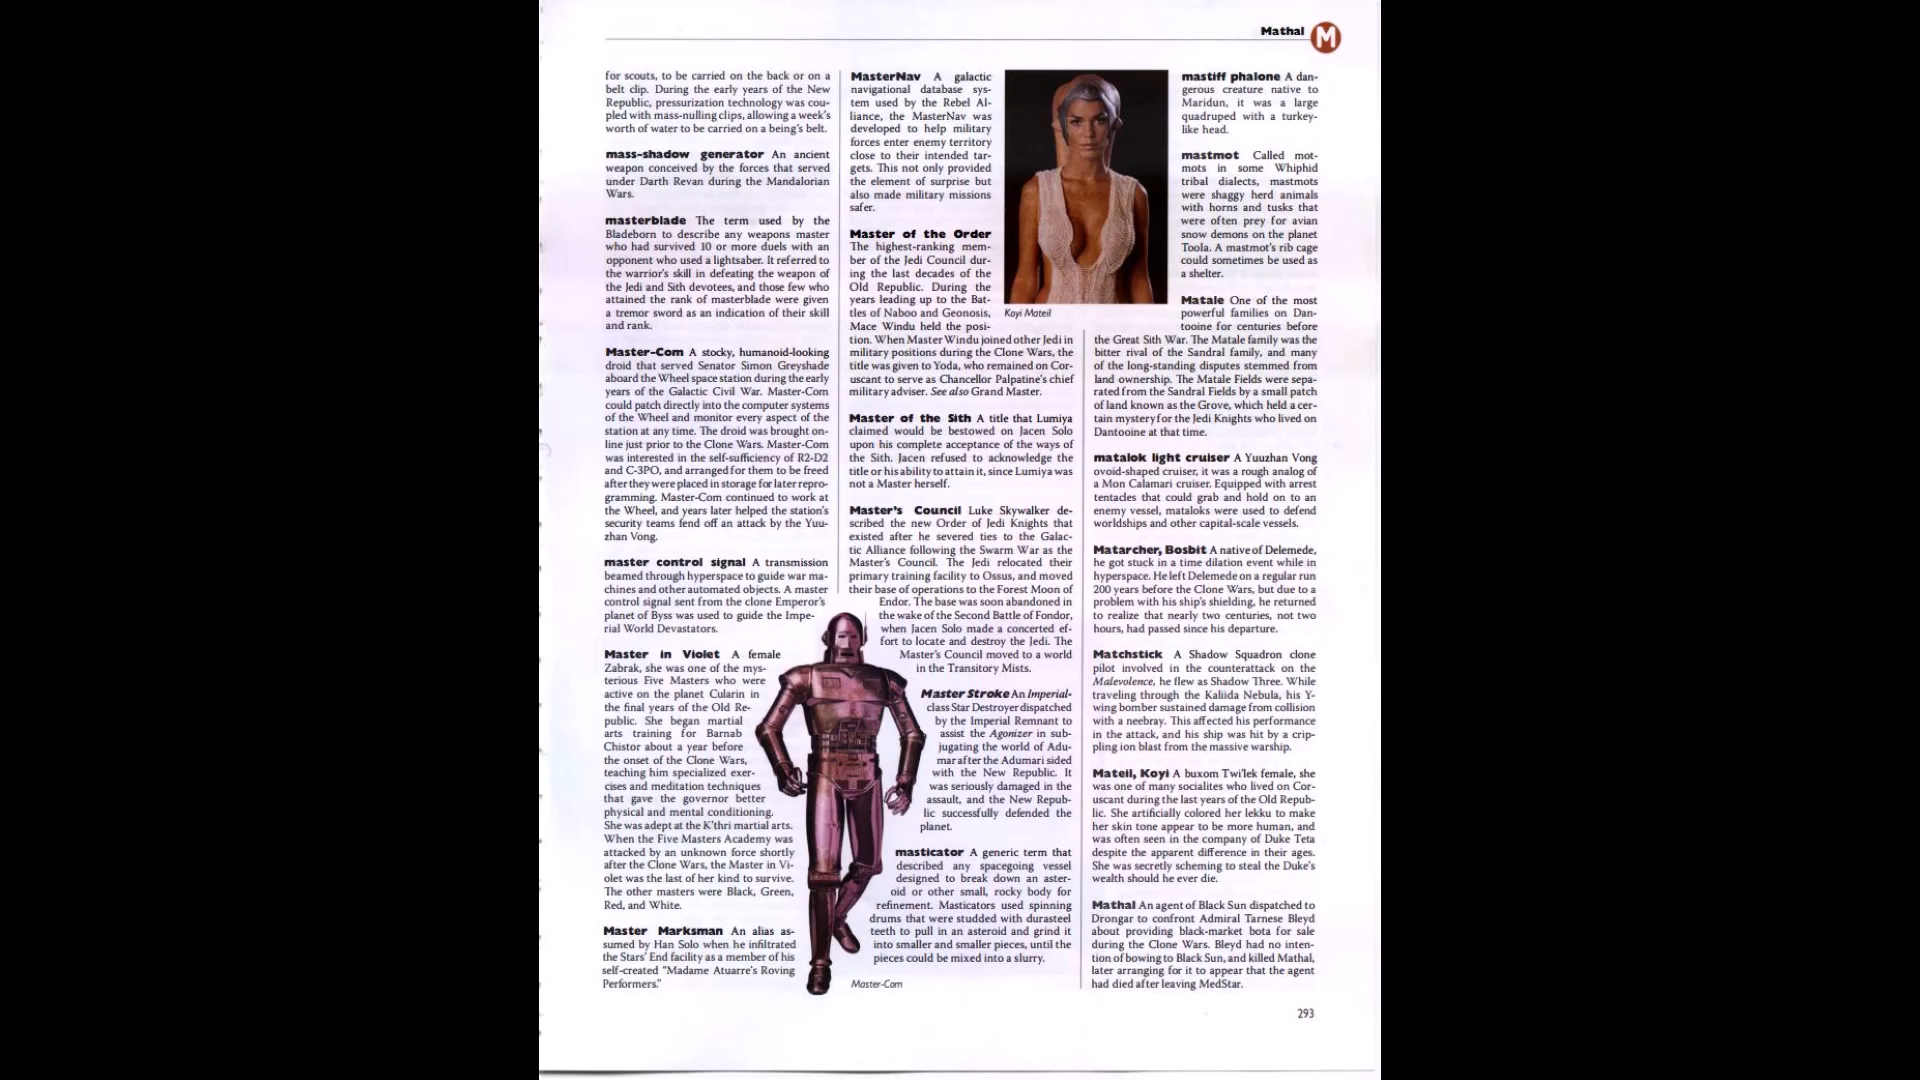 Mathal M
for scouts, to be carried on the back or on a
belt clip. During the early years of the New
Republic, pressurization technology was cou-
pled with mass-nulling clips, allowing a week's
worth of water to be carried on a being's belt.
mass-shadow generator An ancient
weapon conceived by the forces that served
under Darth Revan during the Mandalorian
Wars.
masterblade The term used by the
Bladeborn to describe any weapons master
who had survived 10 or more duels with an
opponent who used a lightsaber. It referred to
the warrior's skill in defeating the weapon of
the Jedi and Sith devotees, and those few who
attained the rank of masterblade were given
a tremor sword as an indication of their skill
and rank.
Master-Com A stocky, humanoid-looking
droid that served Senator Simon Greyshade
aboard the Wheel space station during the early
years of the Galactic Civil War. Master-Com
could patch directly into the computer systems
of the Wheel and monitor every aspect of the
station at any time. The droid was brought on-
line just prior to the Clone Wars. Master-Com
was interested in the self-sufficiency of R2-D2
and C-3PO, and arranged for them to be freed
after they were placed in storage for later repro-
gramming. Master-Com continued to work at
the Wheel, and years later helped the station's
security teams fend off an attack by the Yuu-
zhan Vong.
master control signal A transmission
beamed through hyperspace to guide war ma-
chines and other automated objects. A master
control signal sent from the clone Emperor's
planet of Byss was used to guide the Impe-
rial World Devastators.
Master in Violet A female
Zabrak, she was one of the mys-
terious Five Masters who were
active on the planet Cularin in
the final years of the Old Re-
public. She began martial
arts training for Barnab
Chistor about a year before
the onset of the Clone Wars,
teaching him specialized exer-
cises and meditation techniques
that gave the governor better
physical and mental conditioning.
She was adept at the K'thri martial arts.
When the Five Masters Academy was
attacked by an unknown force shortly
after the Clone Wars, the Master in Vi-
olet was the last of her kind to survive.
The other masters were Black, Green,
Red, and White.
Master Marksman An alias as-
sumed by Han Solo when he infiltrated
the Stars' End facility as a member of his
self-created "Madame Atuarre's Roving
Performers."
MasterNav A galactic
navigational database sys-
tem used by the Rebel Al-
liance, the MasterNav was
developed to help military
forces enter enemy territory
close to their intended tar-
gets. This not only provided
the element of surprise but
also made military missions
safer.
Master of the Order
The highest-ranking mem-
ber of the Jedi Council dur-
ing the last decades of the
Old Republic. During the
years leading up to the Bat-
tles of Naboo and Geonosis,
Mace Windu held the posi-
tion. When Master Windu joined other Jedi in
military positions during the Clone Wars, the
title was given to Yoda, who remained on Cor-
uscant to serve as Chancellor Palpatine's chief
military adviser. See also Grand Master.
Master of the Sith A title that Lumiya
claimed would be bestowed on Jacen Solo
upon his complete acceptance of the ways of
the Sith. Jacen refused to acknowledge the
title or his ability to attain it, since Lumiya was
not a Master herself.
Master's Council Luke Skywalker de-
scribed the new Order of Jedi Knights that
existed after he severed ties to the Galac-
tic Alliance following the Swarm War as the
Master's Council. The Jedi relocated their
primary training facility to Ossus, and moved
their base of operations to the Forest Moon of
Endor. The base was soon abandoned in
the wake of the Second Battle of Fondor,
when Jacen Solo made a concerted ef-
fort to locate and destroy the Jedi. The
Master's Council moved to a world
in the Transitory Mists.
Master Stroke An Imperial-
class Star Destroyer dispatched
by the Imperial Remnant to
assist the Agonizer in sub-
jugating the world of Adu-
mar after the Adumari sided
with the New Republic. It
was seriously damaged in the
assault, and the New Repub-
lic successfully defended the
planet.
masticator A generic term that
described any spacegoing vessel
designed to break down an aster-
oid or other small, rocky body for
refinement. Masticators used spinning
drums that were studded with durasteel
teeth to pull in an asteroid and grind it
into smaller and smaller pieces, until the
pieces could be mixed into a slurry.
Master-Com
Koyi Mateil
mastiff phalone A dan-
gerous creature native to
Maridun, it was a large
quadruped with a turkey-
like head.
mastmot Called mot-
mots in some Whiphid
tribal dialects, mastmots
were shaggy herd animals
with horns and tusks that
were often prey for avian
snow demons on the planet
Toola. A mastmot's rib cage
could sometimes be used as
a shelter.
Matale One of the most
powerful families on Dan-
tooine for centuries before
the Great Sith War. The Matale family was the
bitter rival of the Sandral family, and many
of the long-standing disputes stemmed from
land ownership. The Matale Fields were sepa-
rated from the Sandral Fields by a small patch
of land known as the Grove, which held a cer-
tain mystery for the Jedi Knights who lived on
Dantooine at that time.
matalok light cruiser A Yuuzhan Vong
ovoid-shaped cruiser, it was a rough analog of
a Mon Calamari cruiser. Equipped with arrest
tentacles that could grab and hold on to an
enemy vessel, mataloks were used to defend
worldships and other capital-scale vessels.
Matarcher, Bosbit A native of Delemede,
he got stuck in a time dilation event while in
hyperspace. He left Delemede on a regular run
200 years before the Clone Wars, but due to a
problem with his ship's shielding, he returned
to realize that nearly two centuries, not two
hours, had passed since his departure.
Matchstick A Shadow Squadron clone
pilot involved in the counterattack on the
Malevolence, he flew as Shadow Three. While
traveling through the Kaliida Nebula, his Y-
wing bomber sustained damage from collision
with a neebray. This affected his performance
in the attack, and his ship was hit by a crip-
pling ion blast from the massive warship.
Mateil, Koyi A buxom Twi'lek female, she
was one of many socialites who lived on Cor-
uscant during the last years of the Old Repub-
lic. She artificially colored her lekku to make
her skin tone appear to be more human, and
was often seen in the company of Duke Teta
despite the apparent difference in their ages.
She was secretly scheming to steal the Duke's
wealth should he ever die.
Mathal An agent of Black Sun dispatched to
Drongar to confront Admiral Tarnese Bleyd
about providing black-market bota for sale
during the Clone Wars. Bleyd had no inten-
tion of bowing to Black Sun, and killed Mathal,
later arranging for it to appear that the agent
had died after leaving MedStar.
293